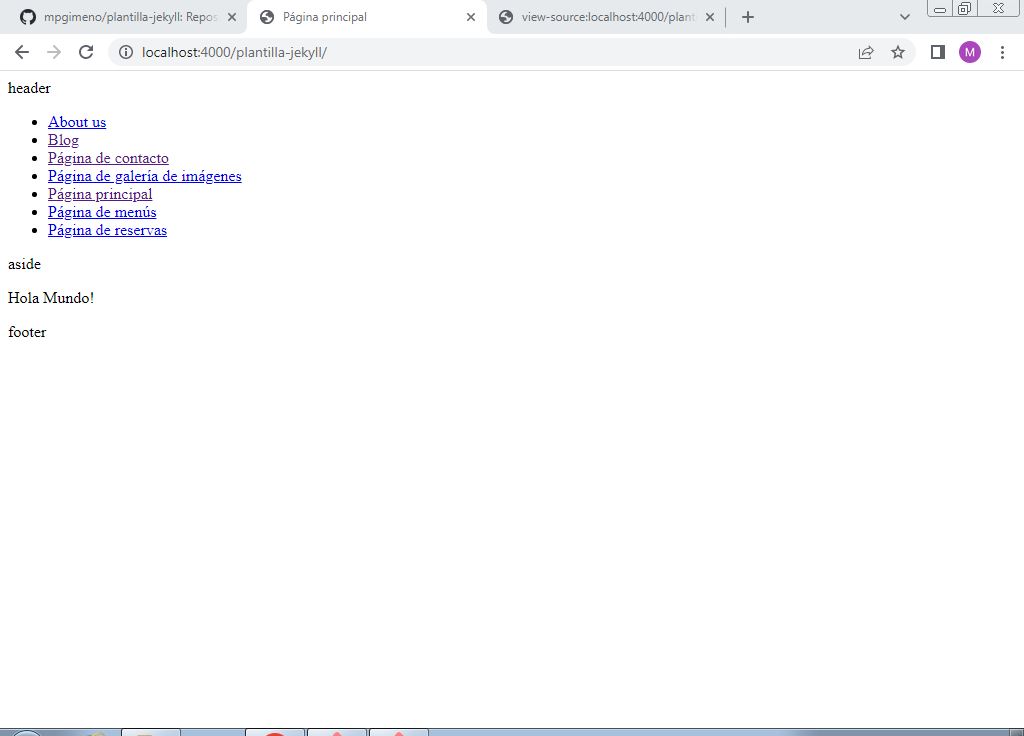 mpgimeno/plantilla-jekyll: Repos
Página principal
view-source:localhost:4000/plant
localhost:4000/plantilla-jekyll/
M
header
About us
Blog
Página de contacto
Página de galería de imágenes
Página principal
Página de menús
Página de reservas
aside
Hola Mundo!
footer